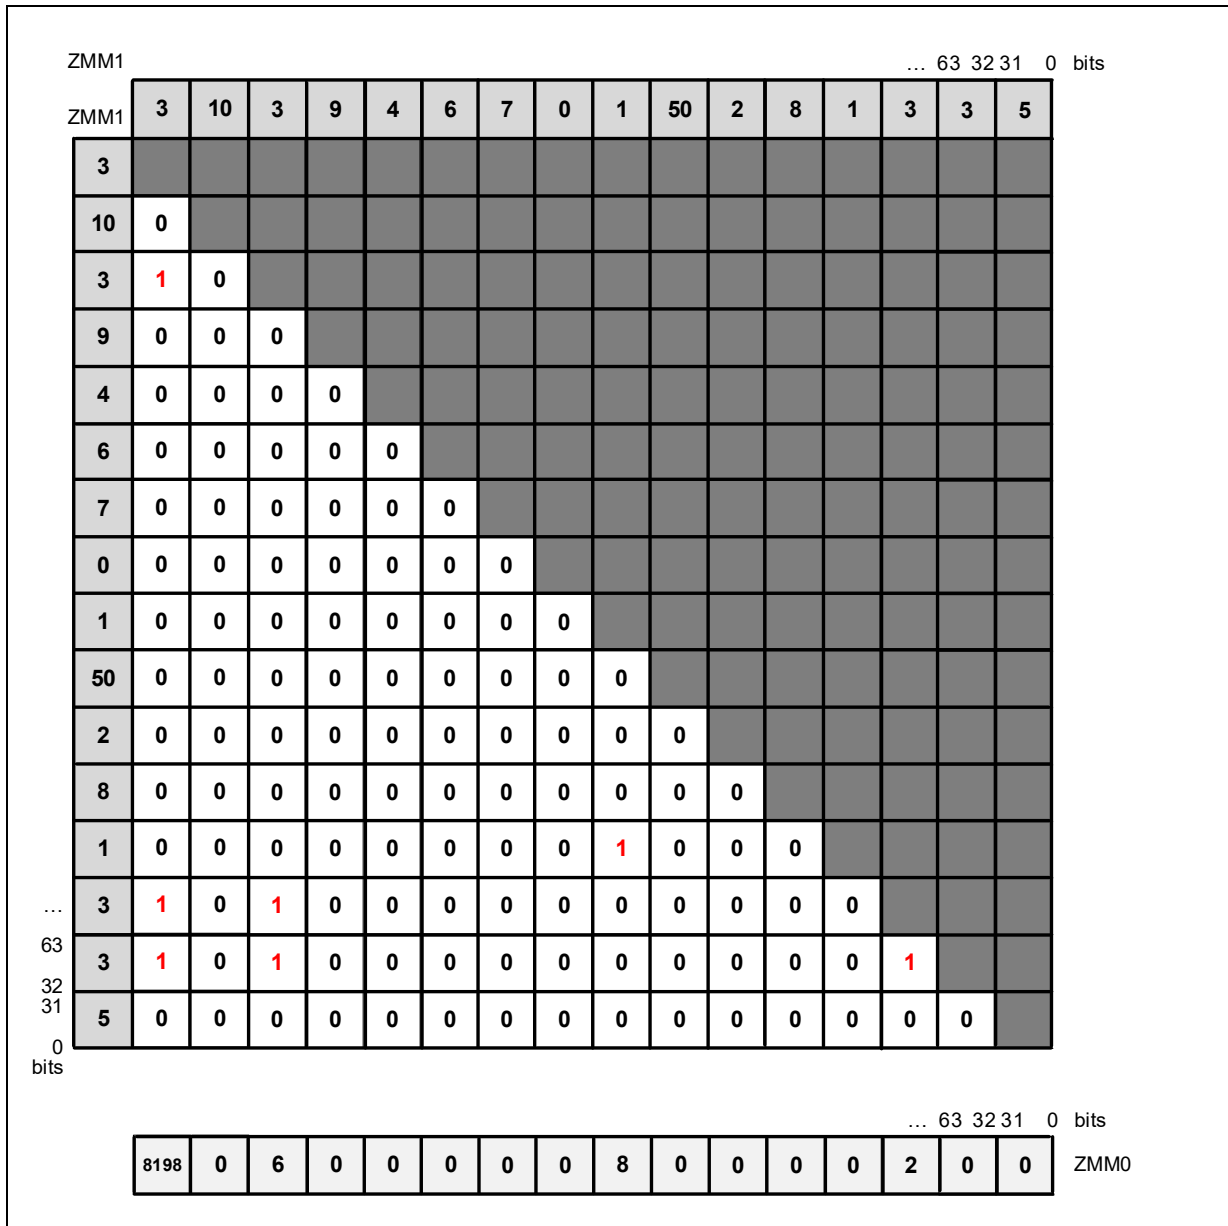 ZMM1 … 63 32 31 0 bits
ZMM1 3 10 3 9 4 6 7 0 1 50 2 8 1 3 3 5
3
10 0
3 1 0
9 0 0 0
4 0 0 0 0
6 0 0 0 0 0
7 0 0 0 0 0 0
0 0 0 0 0 0 0 0
1 0 0 0 0 0 0 0 0
50 0 0 0 0 0 0 0 0 0
2 0 0 0 0 0 0 0 0 0 0
8 0 0 0 0 0 0 0 0 0 0 0
1 0 0 0 0 0 0 0 0 1 0 0 0
… 3 1 0 1 0 0 0 0 0 0 0 0 0 0
63 3 1 0 1 0 0 0 0 0 0 0 0 0 0 1
32
31 5 0 0 0 0 0 0 0 0 0 0 0 0 0 0 0
0
bits
… 63 32 31 0 bits
8198 0 6 0 0 0 0 0 8 0 0 0 0 2 0 0 ZMM0